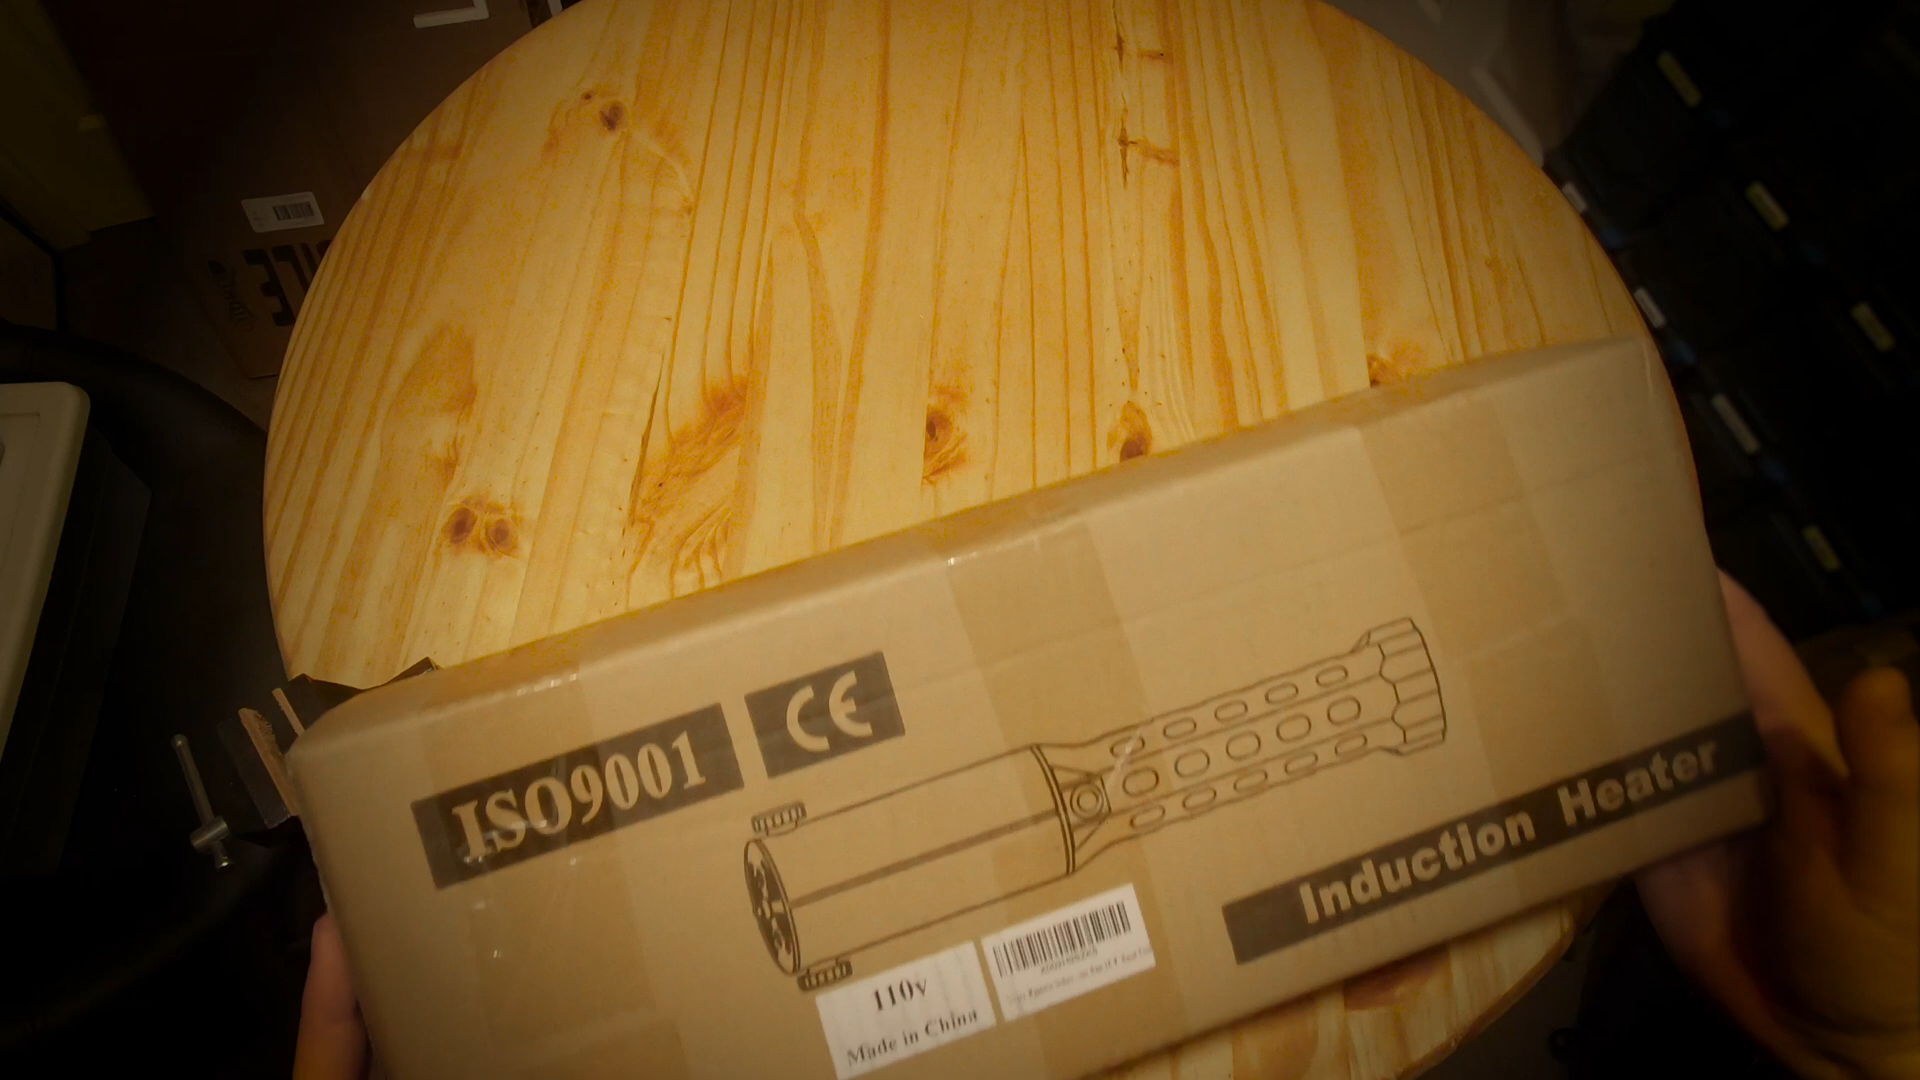 ISO9001
CE
Induction Heater
110v
Made in China